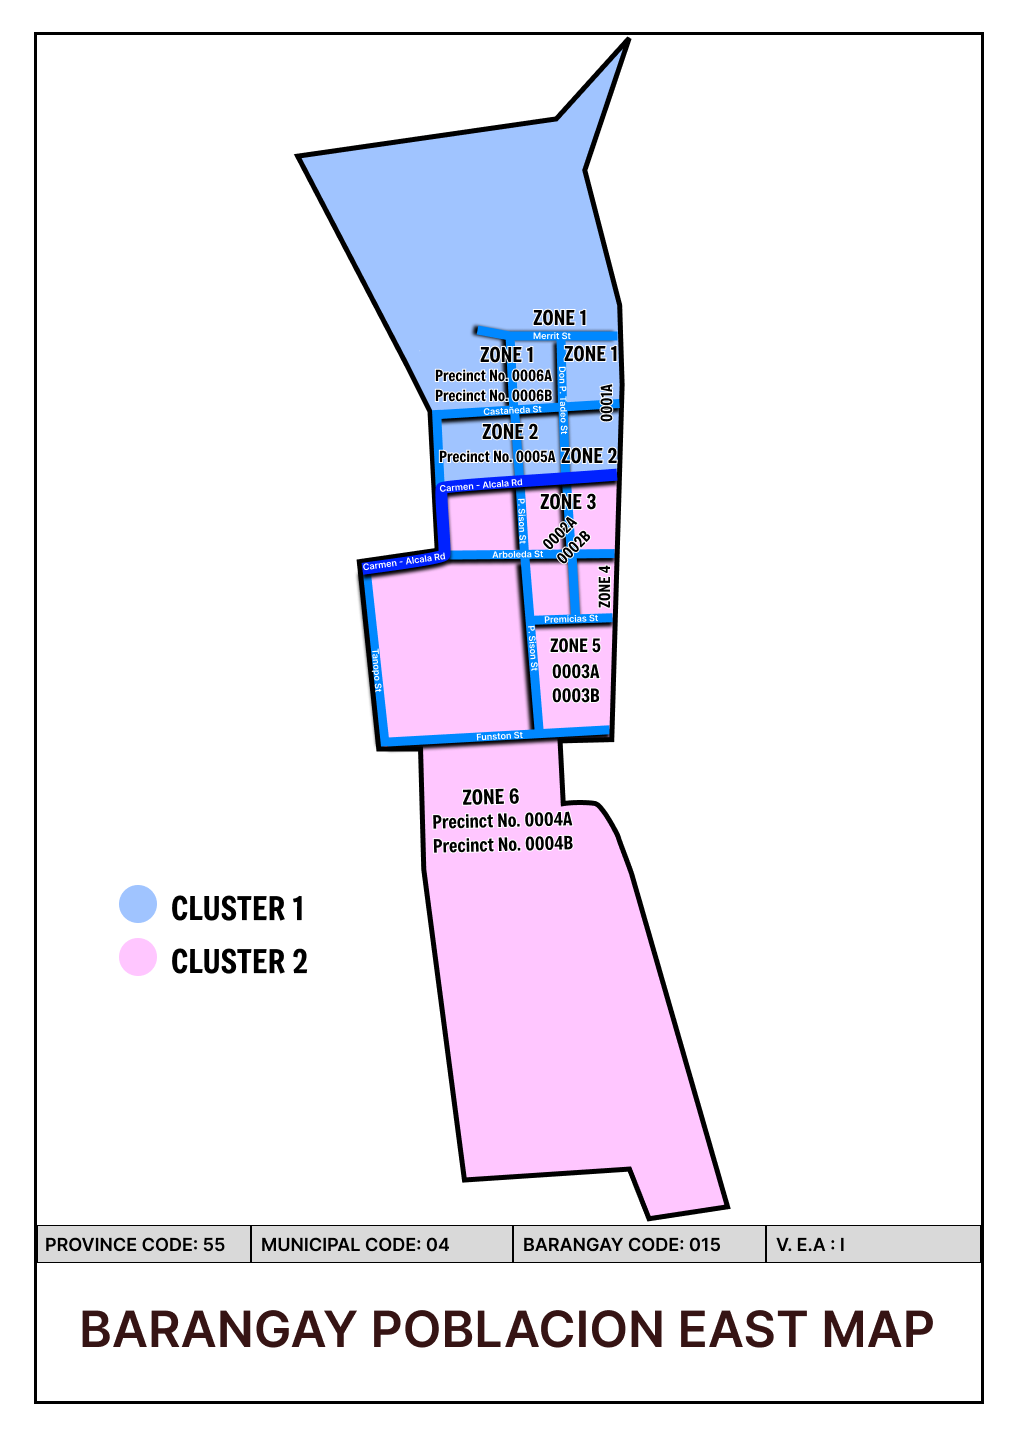 ZONE 1
Merrit St
ZONE 1
ZONE 1
Precinct No. 0006A
Don P. Tadeo St
Precinct No. 0006B
0001A
Castañeda St
ZONE 2
Precinct No. 0005A
ZONE 2
Carmen - Alcala Rd
ZONE 3
P. Sison St
0002A
0002B
Arboleda St
Carmen - Alcala Rd
ZONE 4
Premicias St
P. Sison St
ZONE 5
Tanopo St
0003A
0003B
Funston St
ZONE 6
Precinct No. 0004A
Precinct No. 0004B
CLUSTER 1
CLUSTER 2
PROVINCE CODE: 55
MUNICIPAL CODE: 04
BARANGAY CODE: 015
V. E.A : I
BARANGAY POBLACION EAST MAP